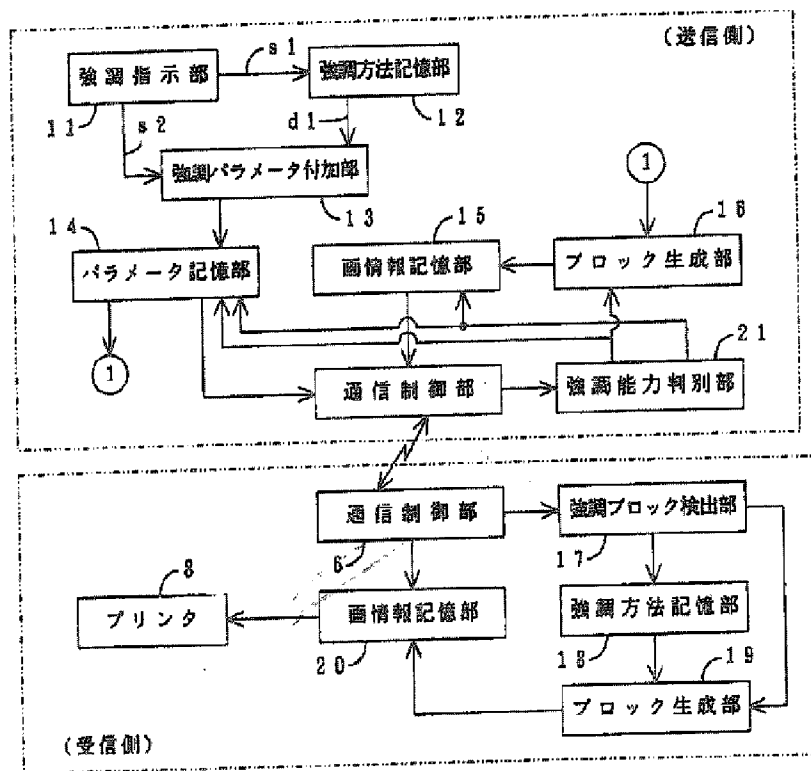 (送信側)
s1
強調指示部
強調方法記憶部
11
s2
d1
12
強調パラメータ付加部
1
13
14
15
16
パラメータ記憶部
画情報記憶部
ブロック生成部
21
1
通信制御部
強調能力判別部
通信制御部
強調ブロック検出部
6
17
8
プリンタ
画情報記憶部
強調方法記憶部
20
18
19
ブロック生成部
(受信側)